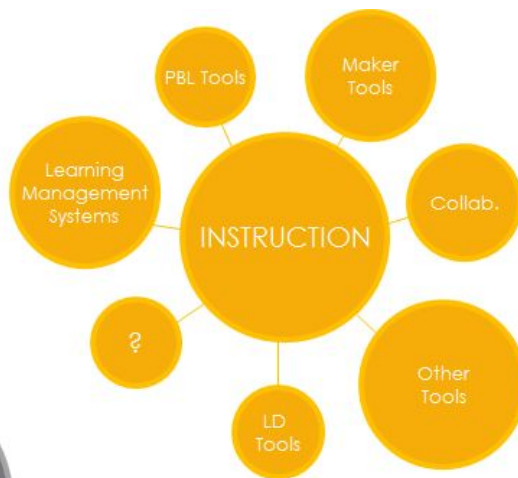 PBL Tools
Maker
Tools
Learning
Management
Systems
INSTRUCTION
Collab.
?
Other
Tools
LD
Tools